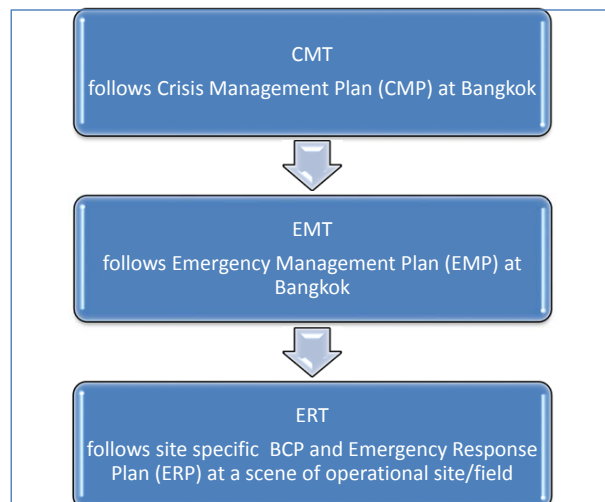 CMT
follows Crisis Management Plan (CMP) at Bangkok
EMT
follows Emergency Management Plan (EMP) at
Bangkok
ERT
follows site specific  BCP and Emergency Response
Plan (ERP) at a scene of operational site/field